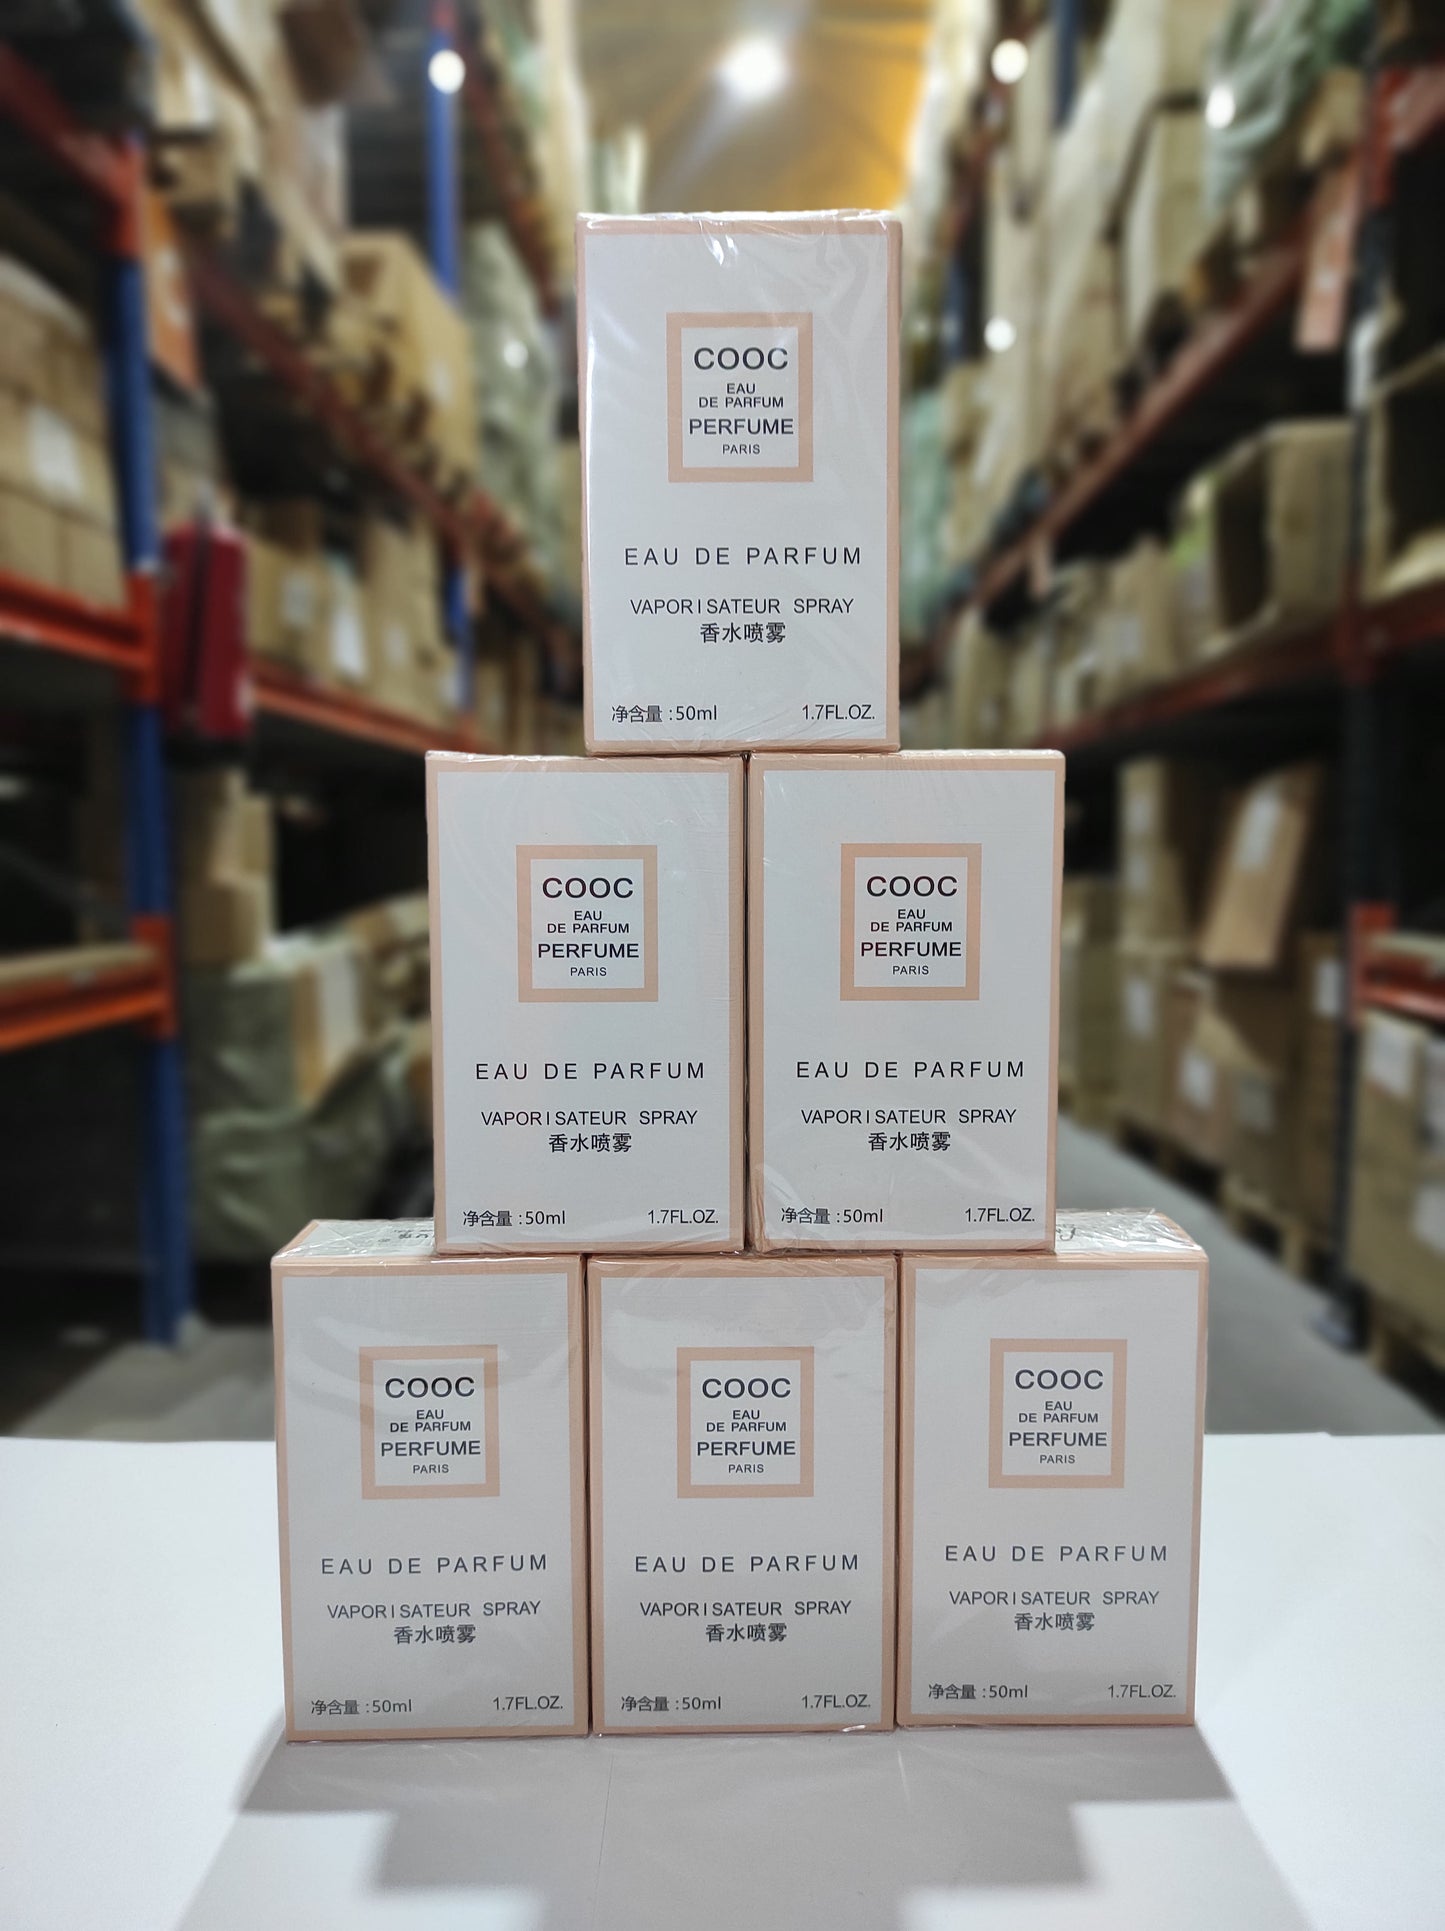 COOC
EAU
DE PARFUM
PERFUME
PARIS
EAU DE PARFUM
VAPORISATEUR SPRAY
香水喷雾
净含量:50ml 1.7FL.OZ.
COOC
EAU
DE PARFUM
PERFUME
PARIS
EAU DE PARFUM
VAPORISATEUR SPRAY
香水喷雾
净含量:50ml 1.7FL.OZ.
COOC
EAU
DE PARFUM
PERFUME
PARIS
EAU DE PARFUM
VAPORISATEUR SPRAY
香水喷雾
净含量:50ml 1.7FL.OZ.
COOC
EAU
DE PARFUM
PERFUME
PARIS
EAU DE PARFUM
VAPORISATEUR SPRAY
香水喷雾
净含量:50ml 1.7FL.OZ.
COOC
EAU
DE PARFUM
PERFUME
PARIS
EAU DE PARFUM
VAPORISATEUR SPRAY
香水喷雾
净含量:50ml 1.7FL.OZ.
COOC
EAU
DE PARFUM
PERFUME
PARIS
EAU DE PARFUM
VAPORISATEUR SPRAY
香水喷雾
净含量:50ml 1.7FL.OZ.